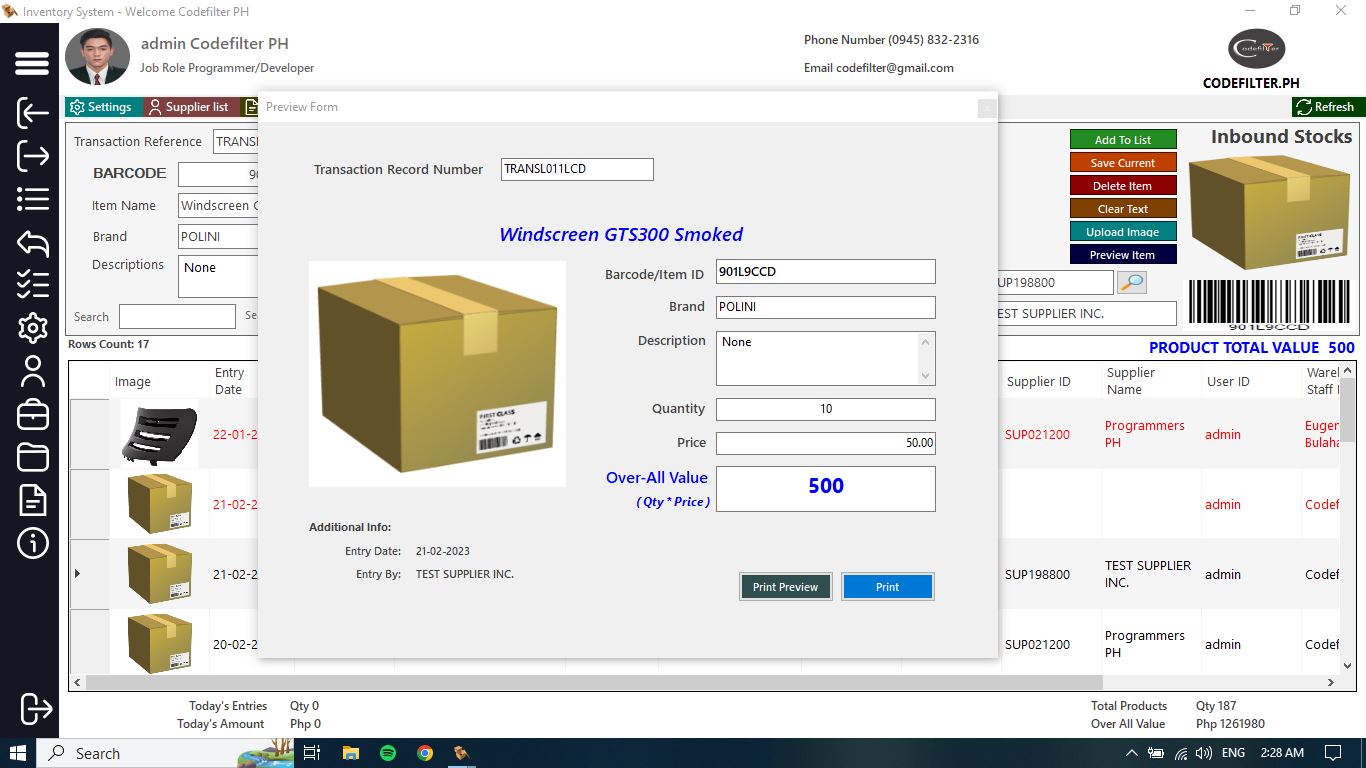 Inventory System - Welcome Codefilter PH
admin Codefilter PH
Job Role Programmer/Developer
Phone Number (0945) 832-2316
Email codefilter@gmail.com
Codefilter
CODEFILTER.PH
Settings
Supplier list
Refresh
Preview Form
Transaction Reference
TRANSL
BARCODE
90
Item Name
Windscreen G
Brand
POLINI
Descriptions
None
Search
Se
Rows Count: 17
Transaction Record Number
TRANSL011LCD
Windscreen GTS300 Smoked
FIRST CLASS
Barcode/Item ID
901L9CCD
Brand
POLINI
Description
None
Quantity
10
Price
50.00
Over-All Value
500
( Qty * Price )
Additional Info:
Entry Date: 21-02-2023
Entry By: TEST SUPPLIER INC.
Print Preview
Print
Add To List
Save Current
Delete Item
Clear Text
Upload Image
Preview Item
Inbound Stocks
FIRST CLASS
UP198800
EST SUPPLIER INC.
901L9CCD
PRODUCT TOTAL VALUE 500
Image
Entry Date
Supplier ID
Supplier Name
User ID
Wareh
Staff
22-01-2
SUP021200
Programmers PH
admin
Eugen
Bulaha
21-02-2
admin
Codef
21-02-2
SUP198800
TEST SUPPLIER INC.
admin
Codef
20-02-2
SUP021200
Programmers PH
admin
Codef
Today's Entries Qty 0
Today's Amount Php 0
Total Products Qty 187
Over All Value Php 1261980
Search
ENG
2:28 AM